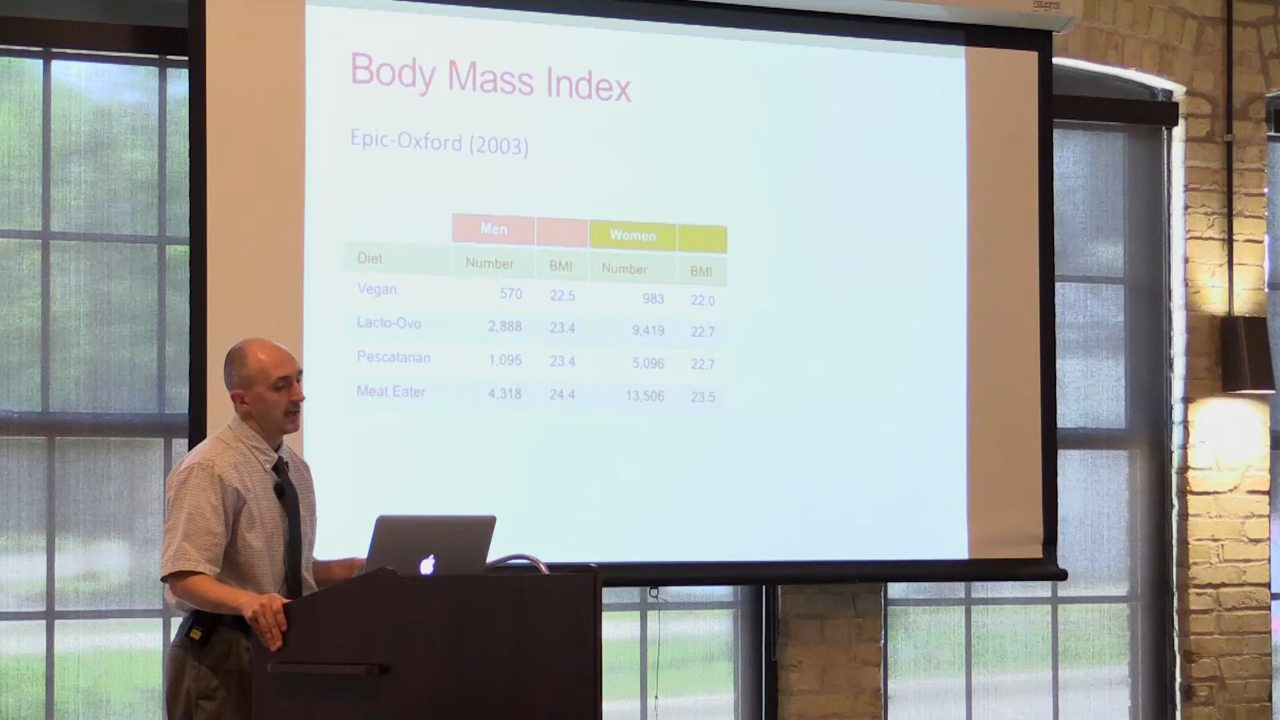 Body Mass Index
Epic-Oxford (2003)
Men Women
Diet Number BMI Number BMI
Vegan 570 22.5 983 22.0
Lacto-Ovo 2,888 23.4 9,419 22.7
Pescatarian 1,095 23.4 5,096 22.7
Meat Eater 4,318 24.4 13,506 23.5